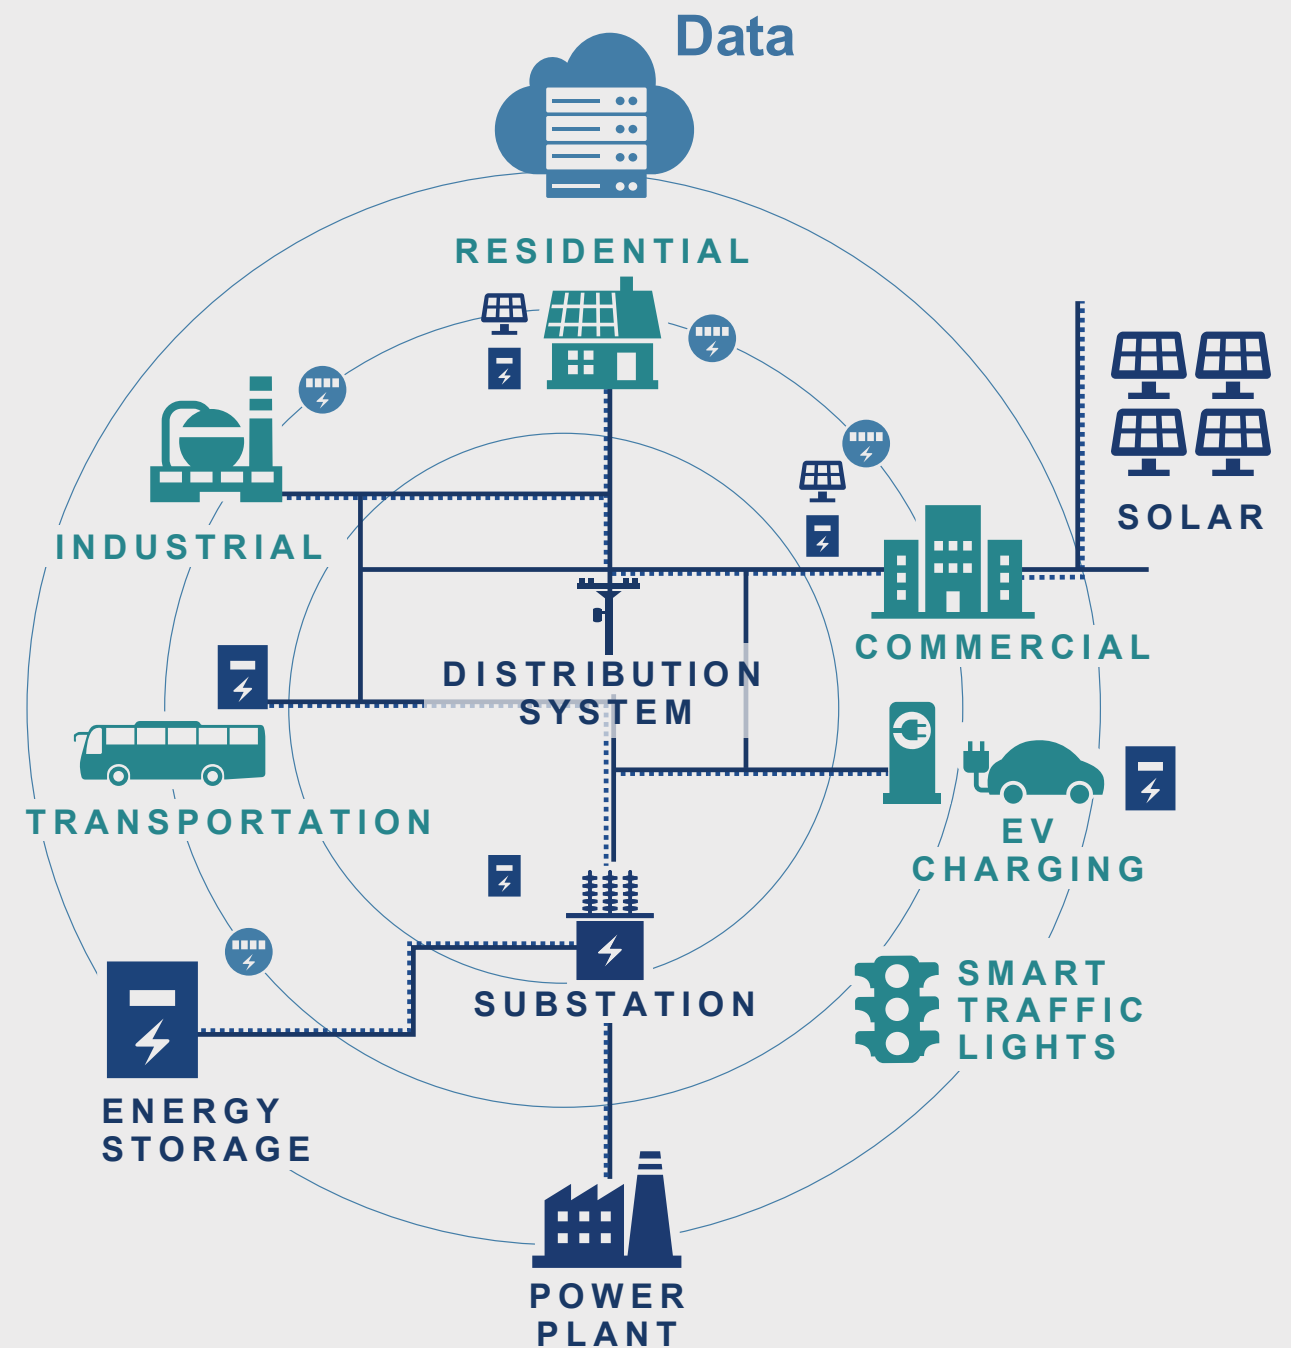 Data
RESIDENTIAL
SOLAR
INDUSTRIAL
COMMERCIAL
DISTRIBUTION
SYSTEM
TRANSPORTATION
EV
CHARGING
SUBSTATION
SMART
TRAFFIC
LIGHTS
ENERGY
STORAGE
POWER
PLANT